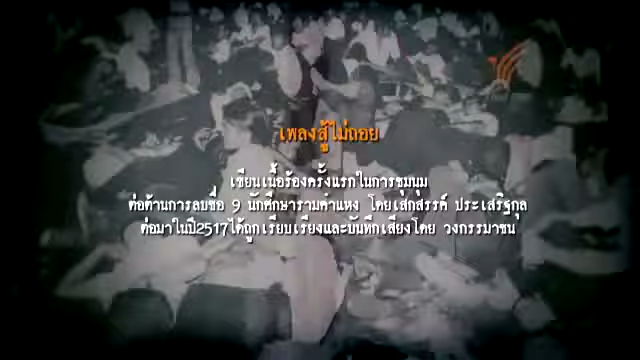 เพลงสู้ไม่ถอย
เขียนเนื้อร้องครั้งแรกในการชุมนุม
ต่อต้านการลบชื่อ 9 นักศึกษารามคำแหง โดยเสกสรรค์ ประเสริฐกุล
ต่อมาในปี2517ได้ถูกเรียบเรียงและบันทึกเสียงโดย วงกรรมาชน